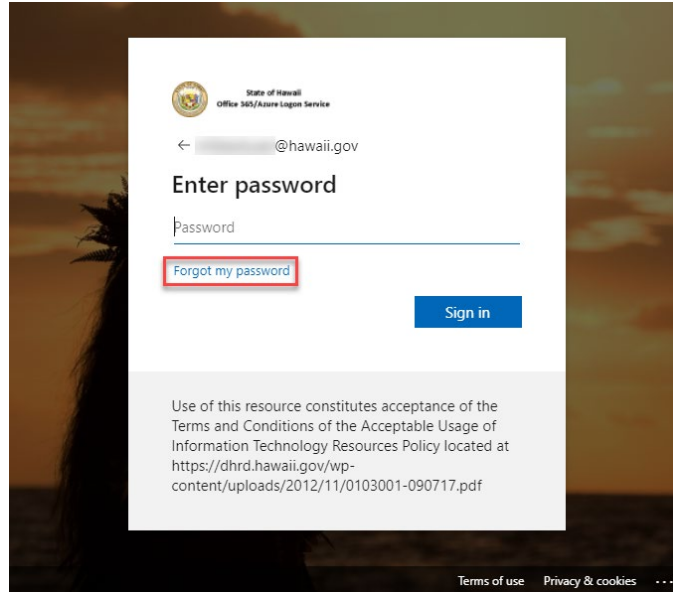 State of Hawaii
Office 365/Azure Logon Service
@hawaii.gov
Enter password
Password
Forgot my password
Sign in
Use of this resource constitutes acceptance of the
Terms and Conditions of the Acceptable Usage of
Information Technology Resources Policy located at
https://dhrd.hawaii.gov/wp-
content/uploads/2012/11/0103001-090717.pdf
Terms of use Privacy & cookies ...